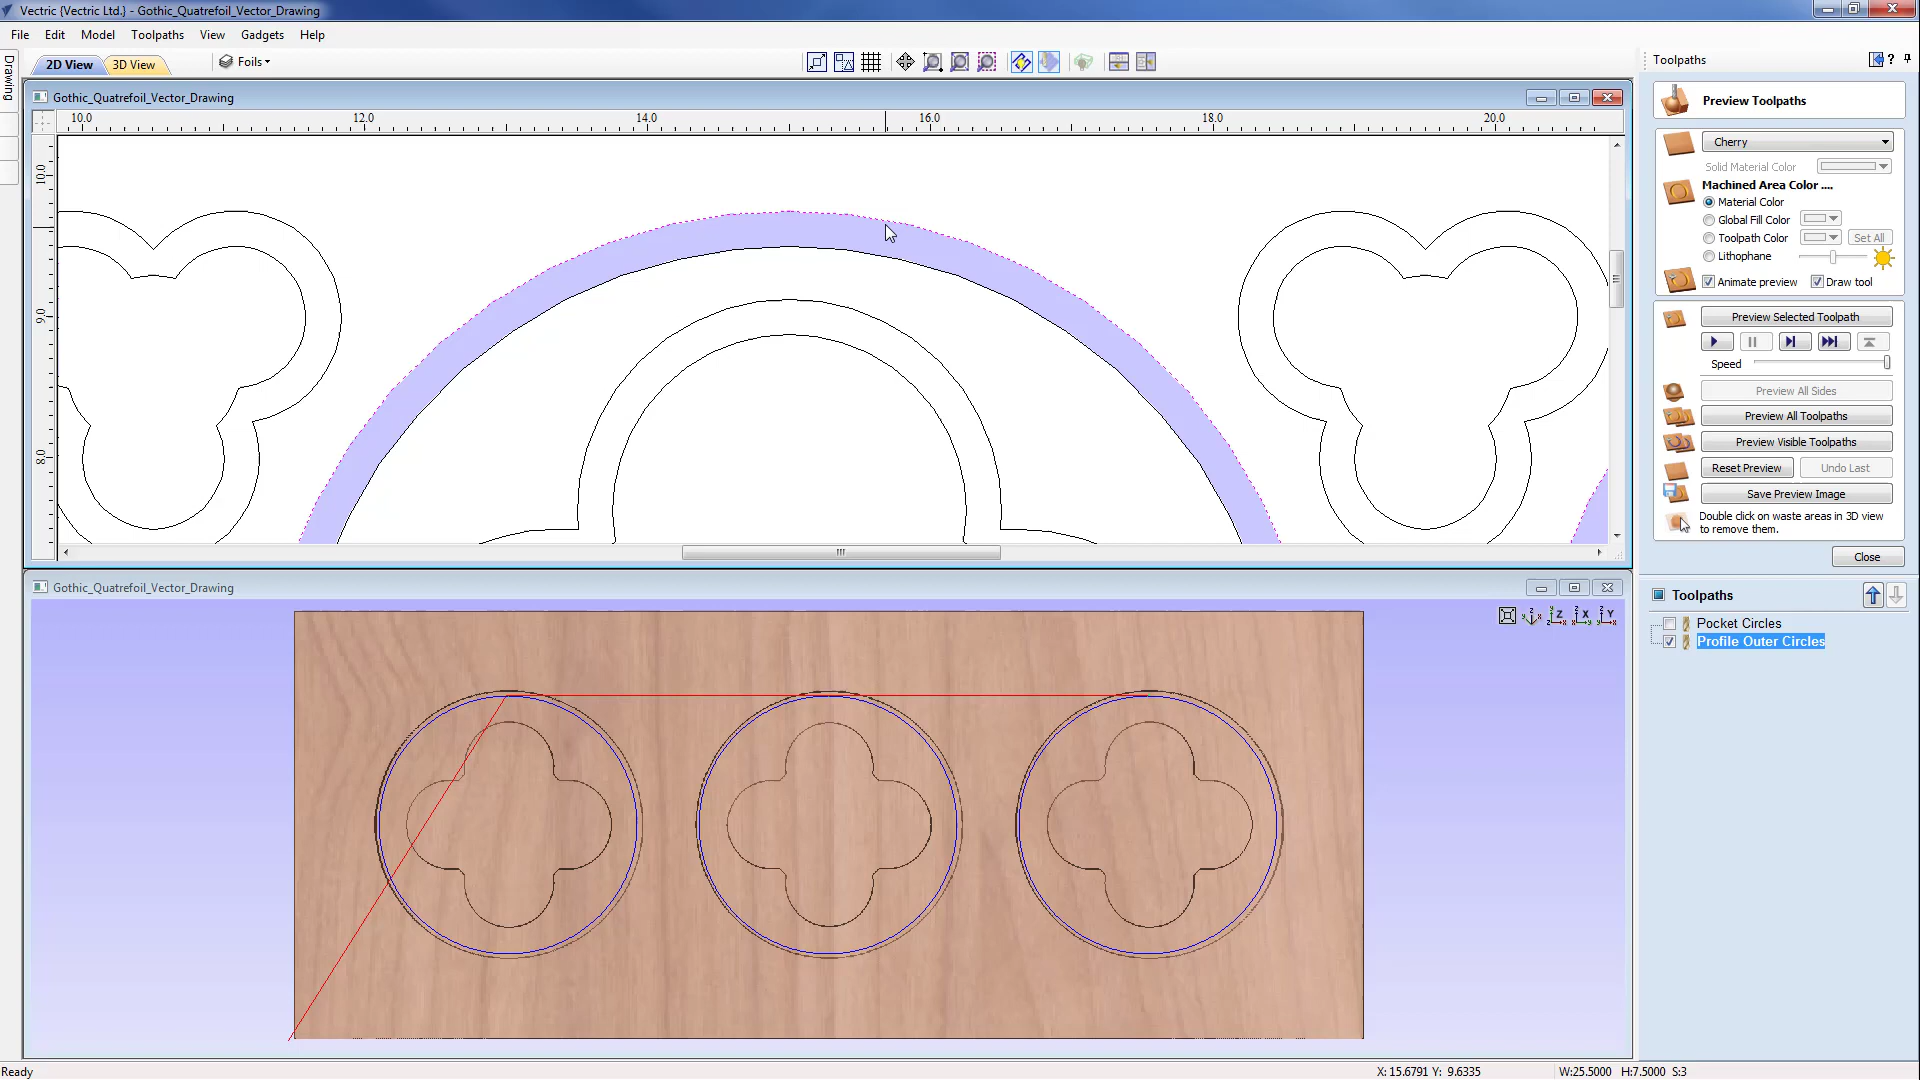 Vectric {Vectric Ltd.} - Gothic_Quatrefoil_Vector_Drawing
File Edit Model Toolpaths View Gadgets Help
Drawing
2D View
3D View
Foils
Gothic_Quatrefoil_Vector_Drawing
10.0 12.0 14.0 16.0 18.0 20.0
10.0
9.0
8.0
Gothic_Quatrefoil_Vector_Drawing
Toolpaths
Preview Toolpaths
Cherry
Solid Material Color
Machined Area Color ....
Material Color
Global Fill Color
Toolpath Color Set All
Lithophane
Animate preview Draw tool
Preview Selected Toolpath
Speed
Preview All Sides
Preview All Toolpaths
Preview Visible Toolpaths
Reset Preview Undo Last
Save Preview Image
Double click on waste areas in 3D view
to remove them.
Close
Toolpaths
Pocket Circles
Profile Outer Circles
Ready
X: 15.6791 Y: 9.6335 W:25.5000 H:7.5000 S:3